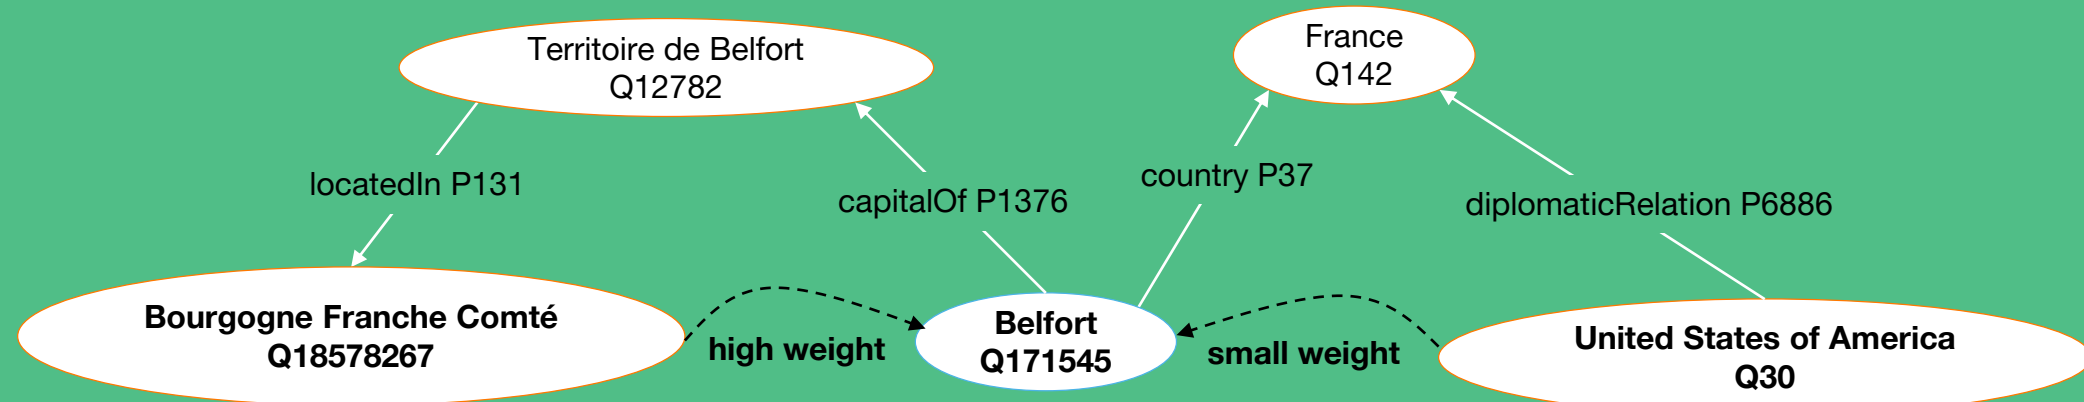 Territoire de Belfort
Q12782
France
Q142
locatedIn P131
capitalOf P1376
country P37
diplomaticRelation P6886
Bourgogne Franche Comté
Q18578267
high weight
Belfort
Q171545
small weight
United States of America
Q30